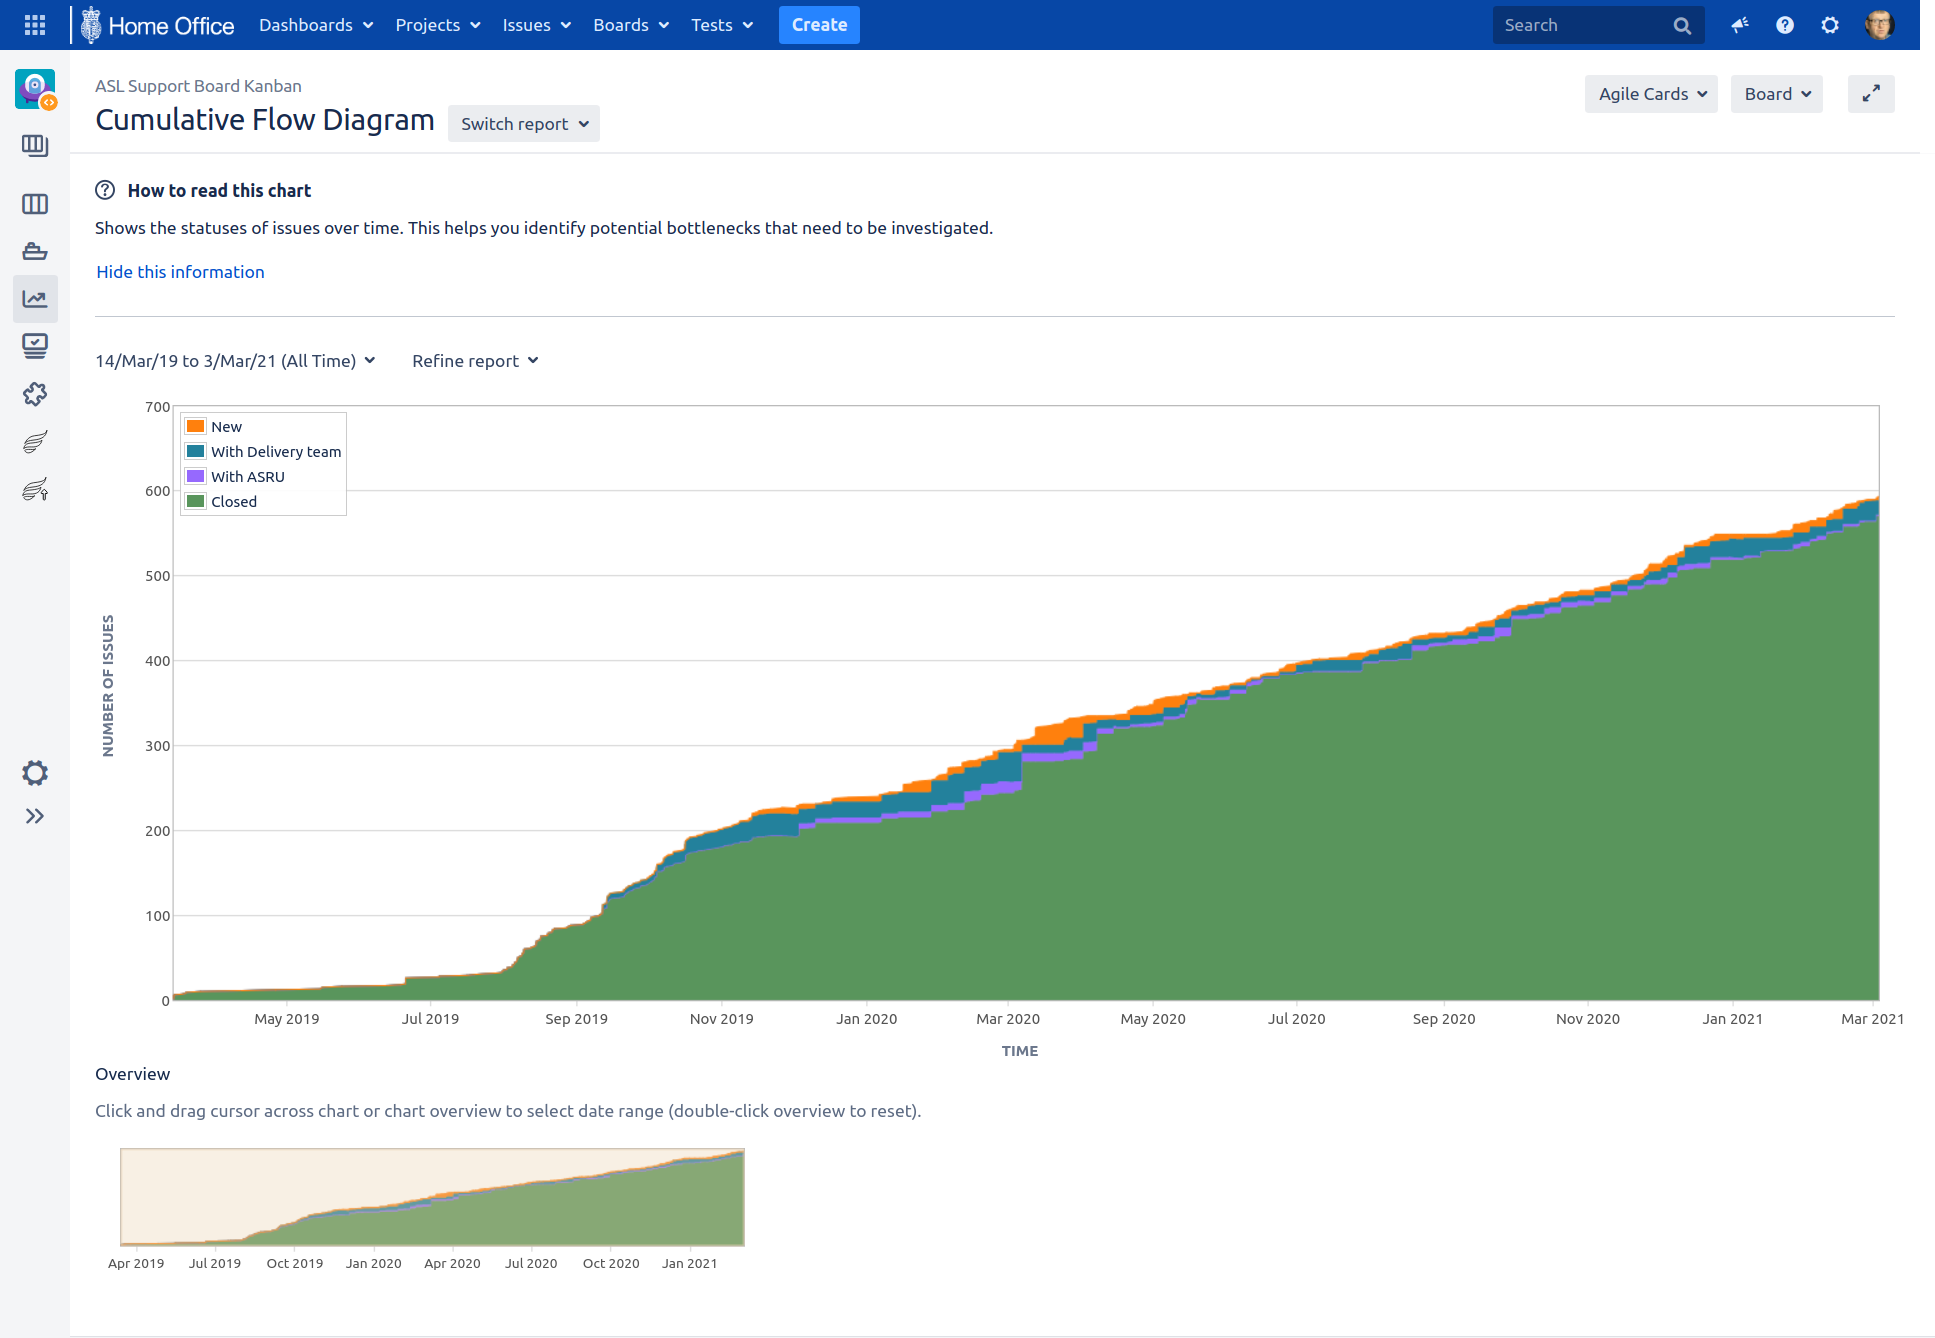 Home Office Dashboards Projects Issues Boards Tests Create Search
ASL Support Board Kanban
Cumulative Flow Diagram Switch report Agile Cards Board
How to read this chart
Shows the statuses of issues over time. This helps you identify potential bottlenecks that need to be investigated.
Hide this information
14/Mar/19 to 3/Mar/21 (All Time) Refine report
700
New
With Delivery team
With ASRU
600
Closed
500
400
NUMBER OF ISSUES
300
200
100
0
May 2019 Jul 2019 Sep 2019 Nov 2019 Jan 2020 Mar 2020 May 2020 Jul 2020 Sep 2020 Nov 2020 Jan 2021 Mar 2021
TIME
Overview
Click and drag cursor across chart or chart overview to select date range (double-click overview to reset).
Apr 2019 Jul 2019 Oct 2019 Jan 2020 Apr 2020 Jul 2020 Oct 2020 Jan 2021